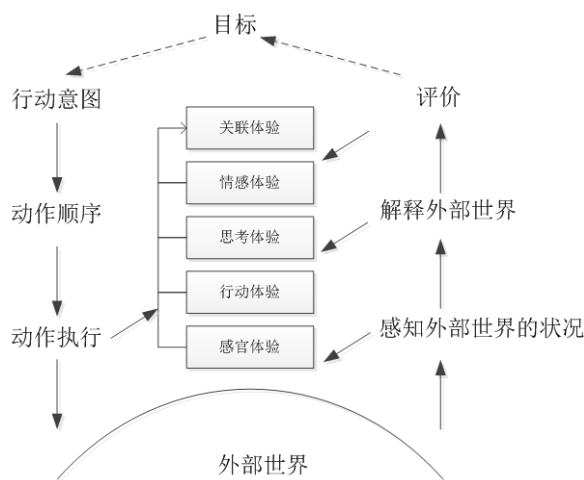 目标
行动意图
评价
关联体验
情感体验
动作顺序
解释外部世界
思考体验
行动体验
动作执行
感知外部世界的状况
感官体验
外部世界